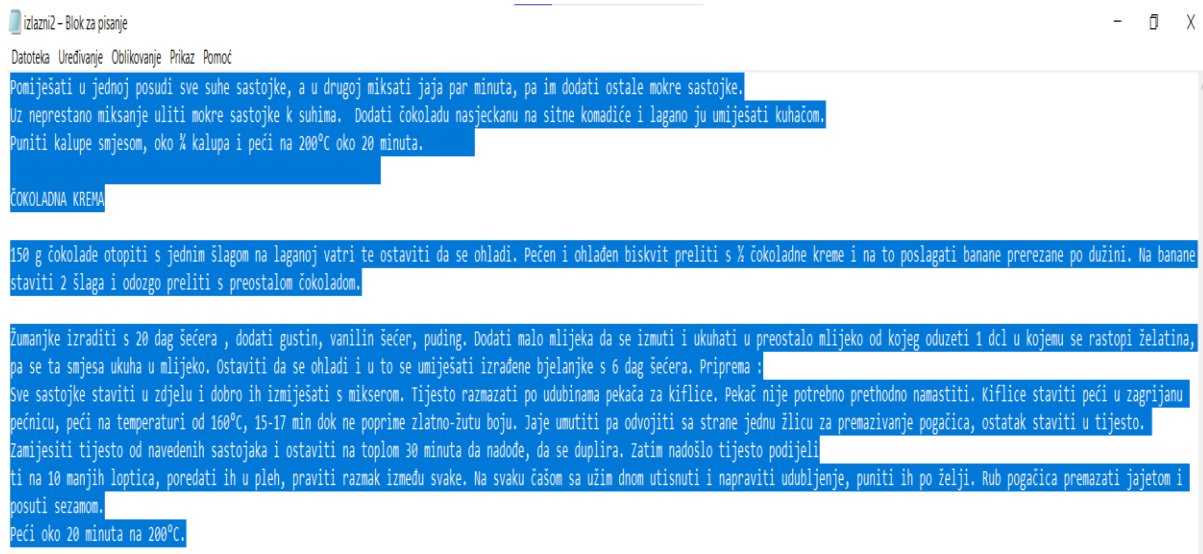 izlazni2 – Blok za pisanje
Datoteka Uređivanje Oblikovanje Prikaz Pomoć
Pomiješati u jednoj posudi sve suhe sastojke, a u drugoj miksati jaja par minuta, pa im dodati ostale mokre sastojke.
Uz neprestano miksanje uliti mokre sastojke k suhima.  Dodati čokoladu nasjeckanu na sitne komadiće i lagano ju umiješati kuhačom.
Puniti kalupe smjesom, oko ¾ kalupa i peći na 200°C oko 20 minuta.
ČOKOLADNA KREMA
150 g čokolade otopiti s jednim šlagom na laganoj vatri te ostaviti da se ohladi. Pečen i ohlađen biskvit preliti s ½ čokoladne kreme i na to poslagati banane prerezane po dužini. Na banane
staviti 2 šlaga i odozgo preliti s preostalom čokoladom.
Žumanjke izraditi s 20 dag šećera , dodati gustin, vanilin šećer, puding. Dodati malo mlijeka da se izmuti i ukuhati u preostalo mlijeko od kojeg oduzeti 1 dcl u kojemu se rastopi želatina,
pa se ta smjesa ukuha u mlijeko. Ostaviti da se ohladi i u to se umiješati izrađene bjelanjke s 6 dag šećera. Priprema :
Sve sastojke staviti u zdjelu i dobro ih izmiješati s mikserom. Tijesto razmazati po udubinama pekača za kiflice. Pekač nije potrebno prethodno namastiti. Kiflice staviti peći u zagrijanu
pećnicu, peći na temperaturi od 160°C, 15-17 min dok ne poprime zlatno-žutu boju. Jaje umutiti pa odvojiti sa strane jednu žlicu za premazivanje pogačica, ostatak staviti u tijesto.
Zamijesiti tijesto od navedenih sastojaka i ostaviti na toplom 30 minuta da nadođe, da se duplira. Zatim nadošlo tijesto podijeli
ti na 10 manjih loptica, poredati ih u pleh, praviti razmak između svake. Na svaku čašom sa užim dnom utisnuti i napraviti udubljenje, puniti ih po želji. Rub pogačica premazati jajetom i
posuti sezamom.
Peći oko 20 minuta na 200°C.